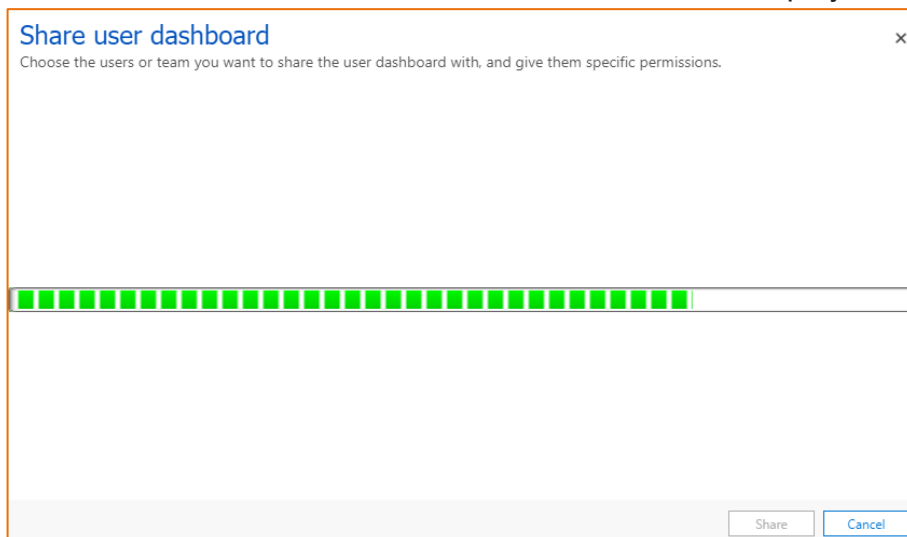 Share user dashboard
×
Choose the users or team you want to share the user dashboard with, and give them specific permissions.
Share
Cancel